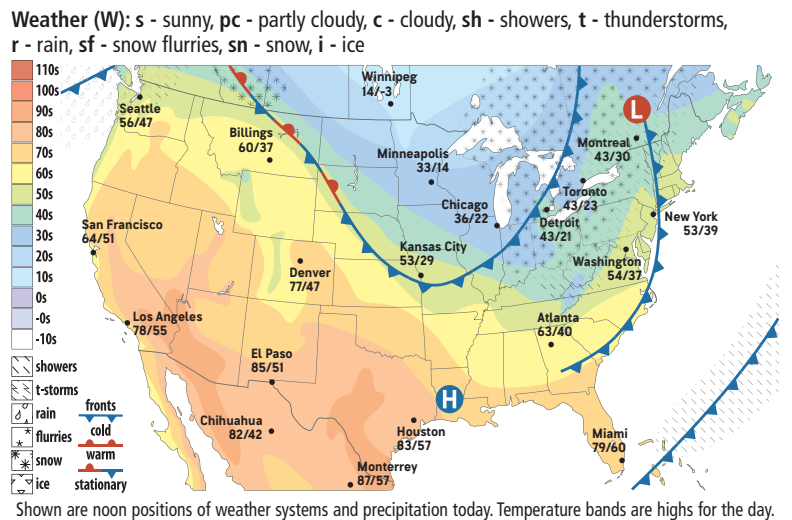 Weather (W): s - sunny, pc - partly cloudy, c - cloudy, sh - showers, t - thunderstorms,
r - rain, sf - snow flurries, sn - snow, i - ice
110s
100s
90s
80s
70s
60s
50s
40s
30s
20s
10s
0s
-0s
-10s
showers
t-storms
rain
flurries
snow
ice
fronts
cold
warm
stationary
Seattle
56/47
Billings
60/37
Winnipeg
14/-3
Minneapolis
33/14
Chicago
36/22
Montreal
43/30
L
Toronto
43/23
Detroit
43/21
New York
53/39
Washington
54/37
San Francisco
64/51
Denver
77/47
Kansas City
53/29
Los Angeles
78/55
Atlanta
63/40
El Paso
85/51
H
Chihuahua
82/42
Houston
83/57
Miami
79/60
Monterrey
87/57
Shown are noon positions of weather systems and precipitation today. Temperature bands are highs for the day.